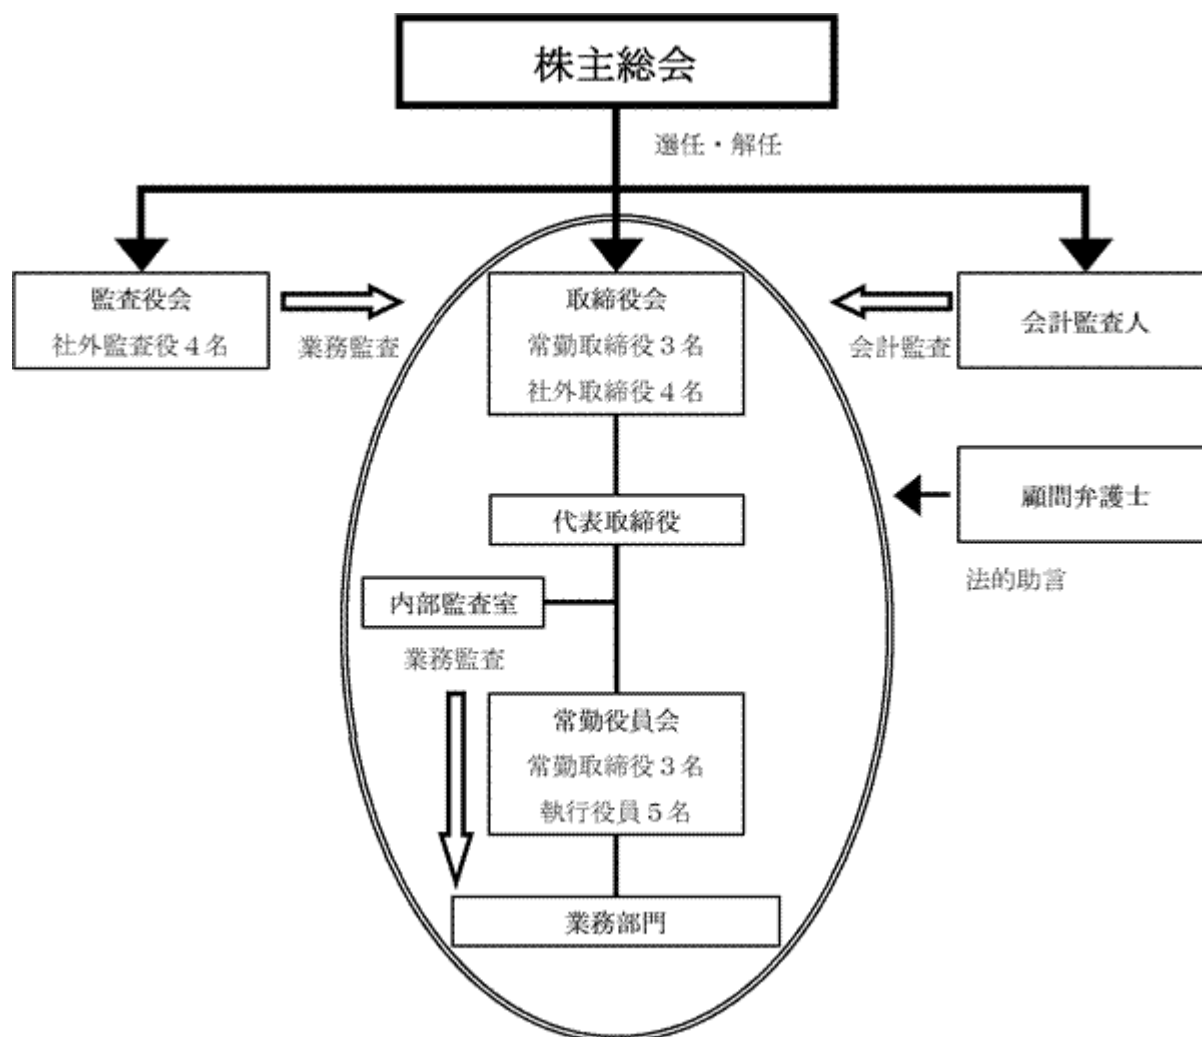 株主総会
選任・解任
監査役会
社外監査役４名
業務監査
取締役会
常勤取締役３名
社外取締役４名
会計監査
会計監査人
顧問弁護士
法的助言
代表取締役
内部監査室
業務監査
常勤役員会
常勤取締役３名
執行役員５名
業務部門